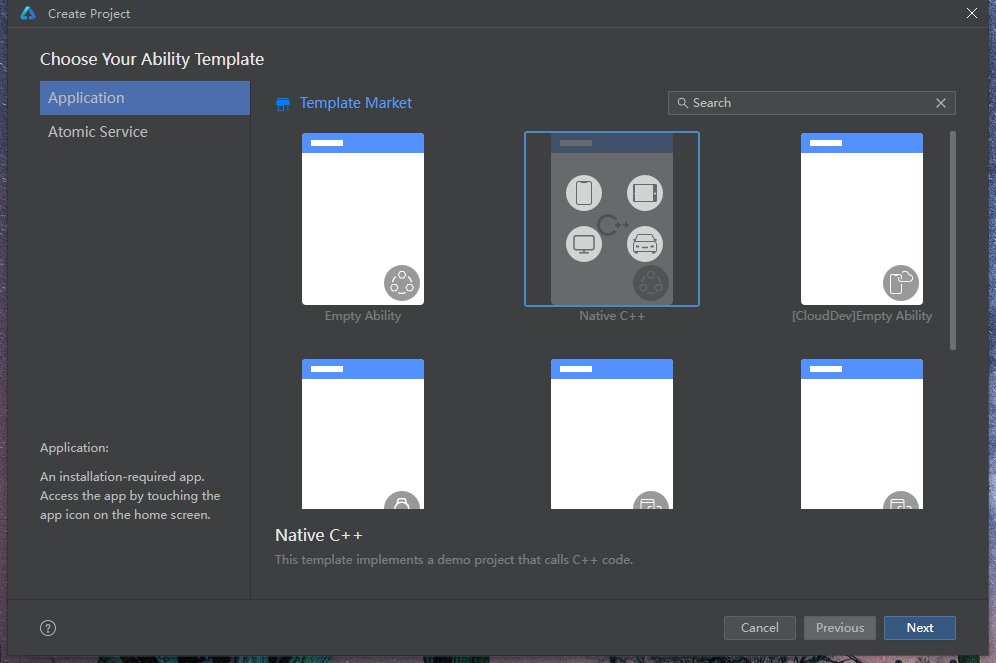 Create Project
Choose Your Ability Template
Application
Atomic Service
Template Market
Search
Empty Ability
C++
Native C++
[CloudDev]Empty Ability
Application:
An installation-required app.
Access the app by touching the
app icon on the home screen.
Native C++
This template implements a demo project that calls C++ code.
?
Cancel
Previous
Next